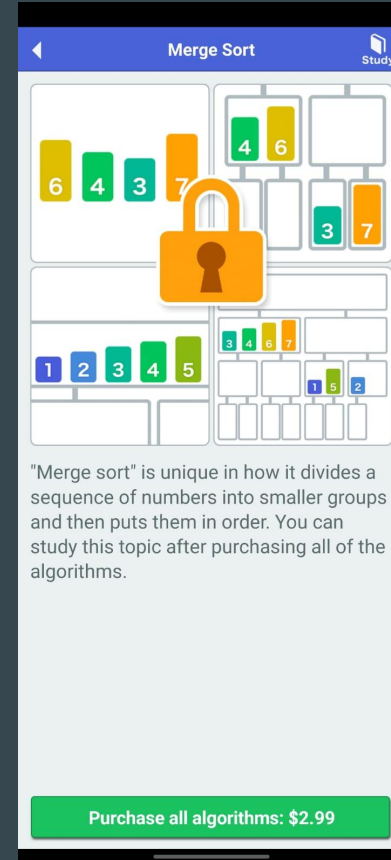 Merge Sort
Study
6 4 3 7
4 6
3 7
1 2 3 4 5
3 4 6 7
1 5 2
"Merge sort" is unique in how it divides a
sequence of numbers into smaller groups
and then puts them in order. You can
study this topic after purchasing all of the
algorithms.
Purchase all algorithms: $2.99